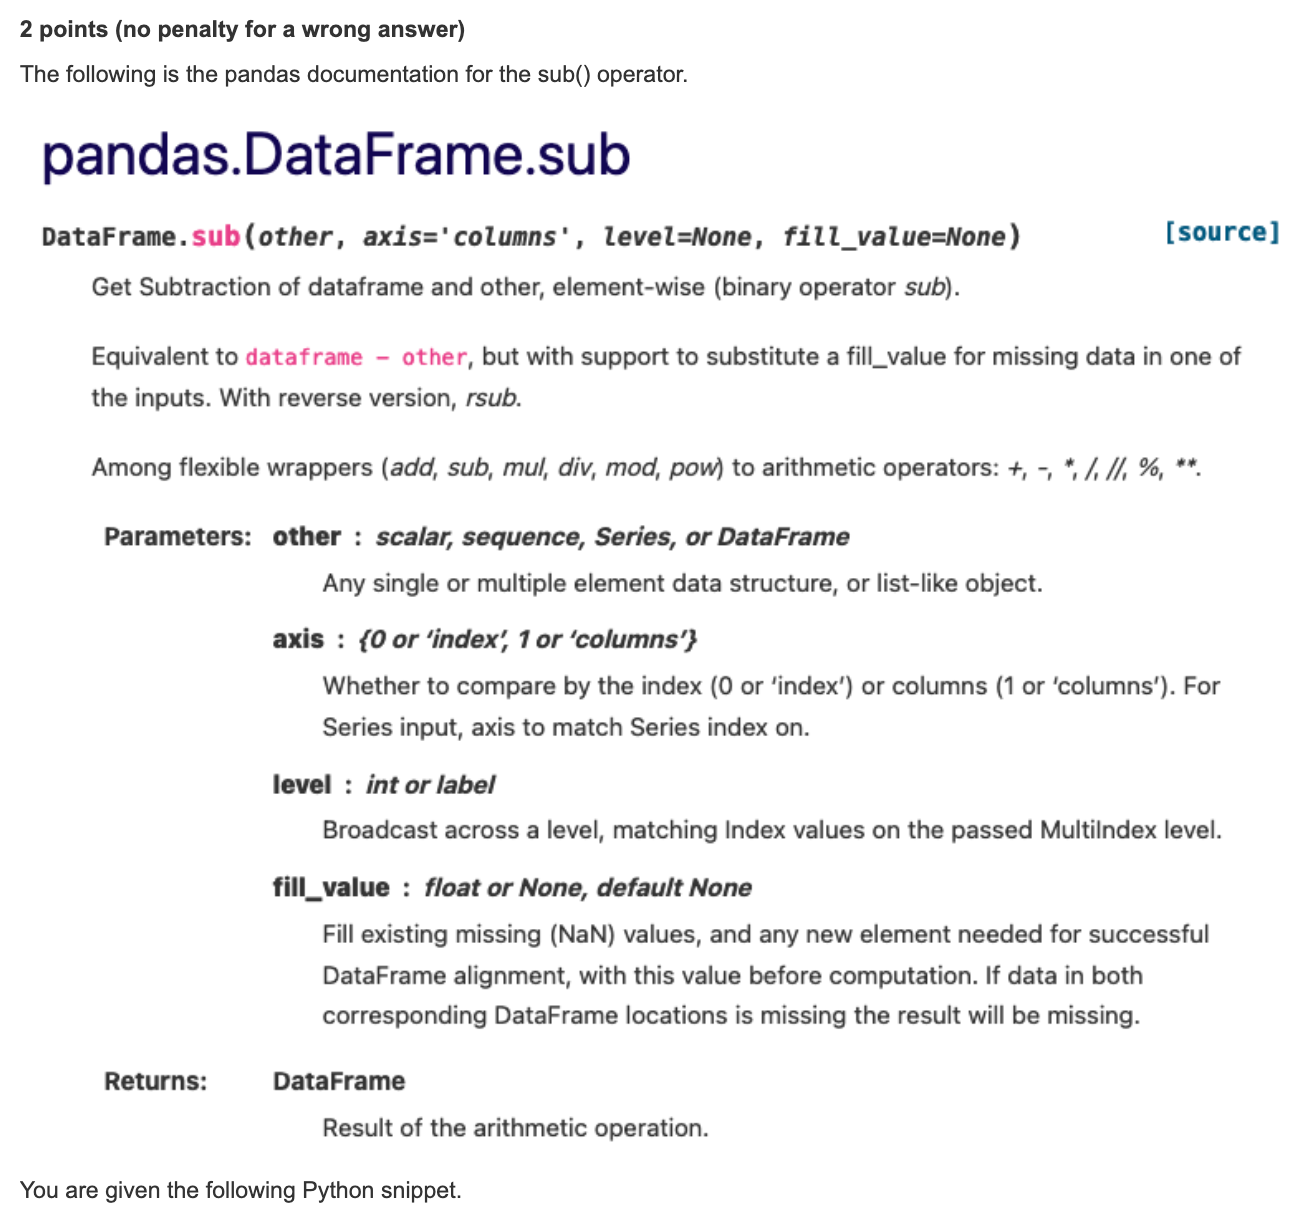 2 points (no penalty for a wrong answer)
The following is the pandas documentation for the sub() operator.
pandas.DataFrame.sub
DataFrame.sub(other, axis='columns', level=None, fill_value=None)
[source]
Get Subtraction of dataframe and other, element-wise (binary operator sub).
Equivalent to dataframe - other, but with support to substitute a fill_value for missing data in one of
the inputs. With reverse version, rsub.
Among flexible wrappers (add, sub, mul, div, mod, pow) to arithmetic operators: +, -, *, /, //, %, **.
Parameters: other : scalar, sequence, Series, or DataFrame
Any single or multiple element data structure, or list-like object.
axis : {0 or ‘index’, 1 or ‘columns’}
Whether to compare by the index (0 or ‘index’) or columns (1 or ‘columns’). For
Series input, axis to match Series index on.
level : int or label
Broadcast across a level, matching Index values on the passed MultiIndex level.
fill_value : float or None, default None
Fill existing missing (NaN) values, and any new element needed for successful
DataFrame alignment, with this value before computation. If data in both
corresponding DataFrame locations is missing the result will be missing.
Returns: DataFrame
Result of the arithmetic operation.
You are given the following Python snippet.